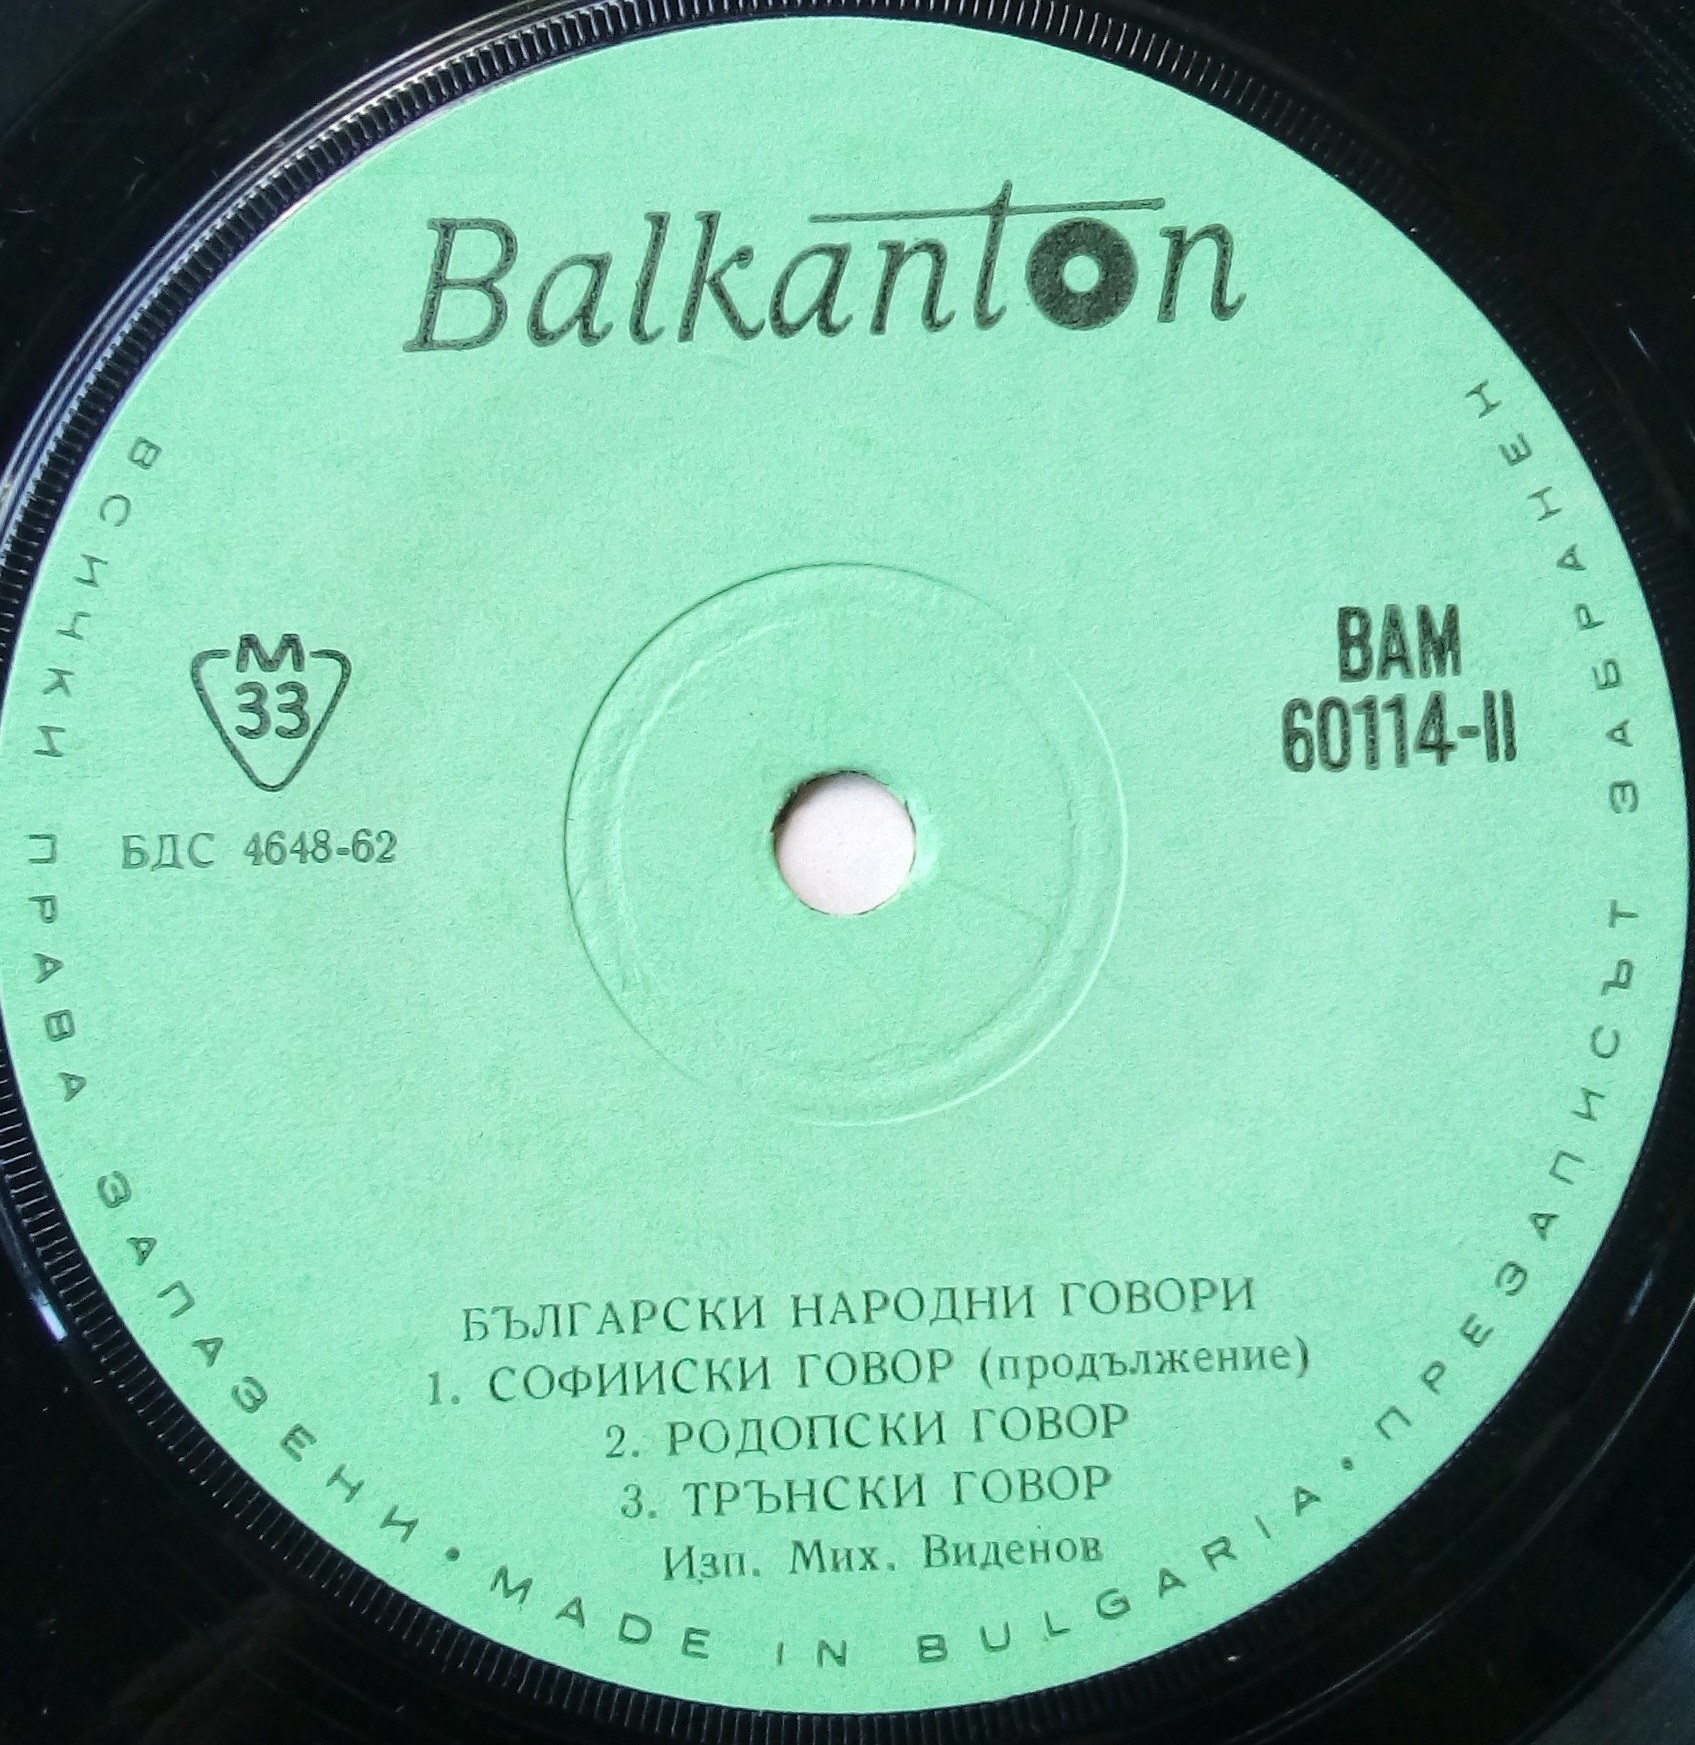 Balkanton
M
33
БДС 4648-62
ВАМ
60114-II
БЪЛГАРСКИ НАРОДНИ ГОВОРИ
1. СОФИИСКИ ГОВОР (продължение)
2. РОДОПСКИ ГОВОР
3. ТРЪНСКИ ГОВОР
Изп. Мих. Виденов
ВСИЧКИ ПРАВА ЗАПАЗЕНИ • MADE IN BULGARIA • ПРЕЗАПИСЪТ ЗАБРАНЕН